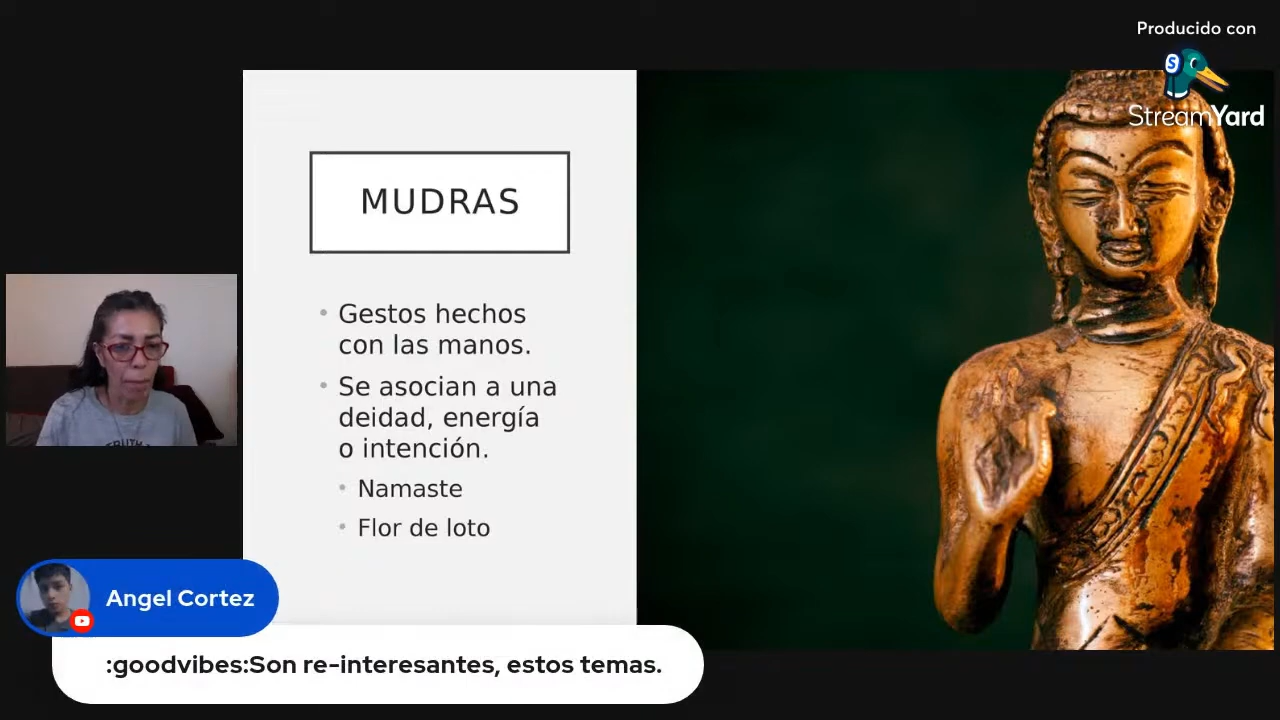 Producido con
StreamYard
MUDRAS
• Gestos hechos
con las manos.
• Se asocian a una
deidad, energía
o intención.
• Namaste
• Flor de loto
Angel Cortez
:goodvibes:Son re-interesantes, estos temas.